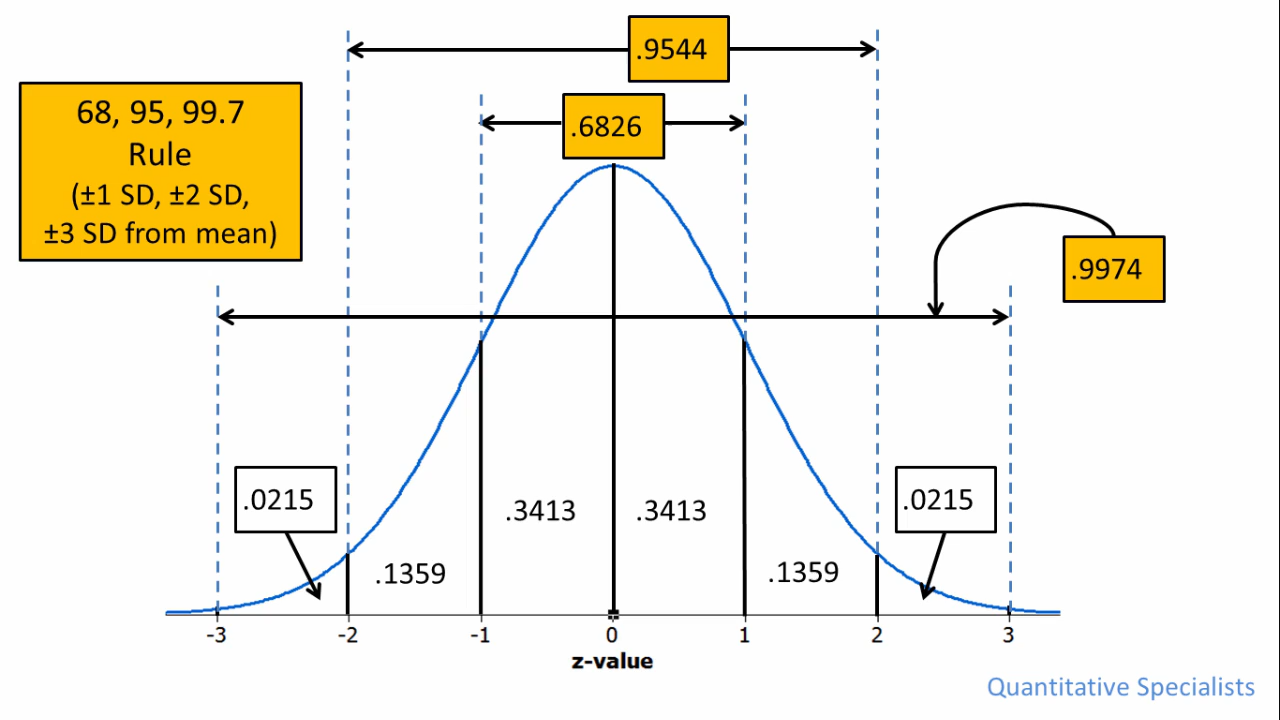 .9544
68, 95, 99.7
Rule
(±1 SD, ±2 SD,
±3 SD from mean)
.6826
.9974
.0215
.3413
.3413
.0215
.1359
.1359
-3 -2 -1 0 1 2 3
z-value
Quantitative Specialists